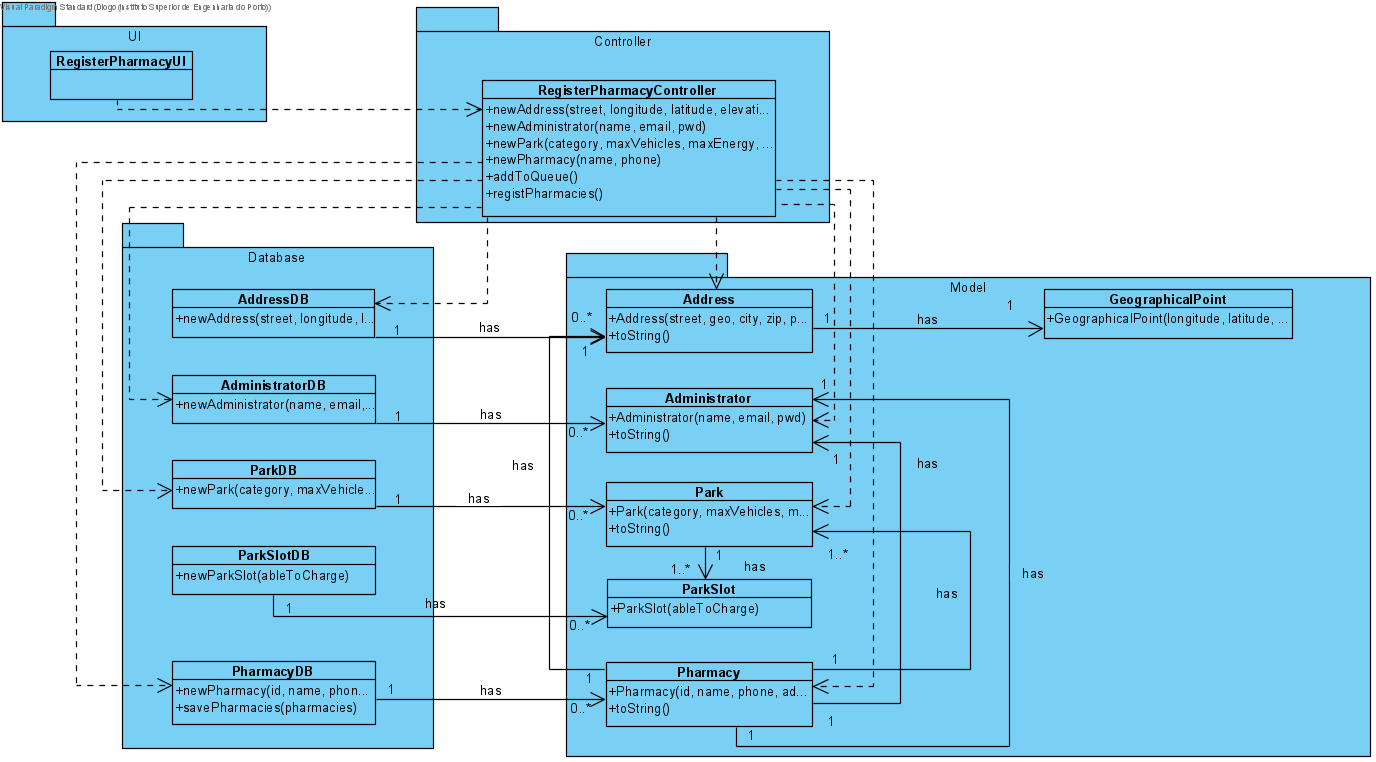 Visual Paradigm Standard (Diogo (Instituto Superior de Engenharia do Porto))
UI
RegisterPharmacyUI
Controller
RegisterPharmacyController
+newAddress(street, longitude, latitude, elevati...
+newAdministrator(name, email, pwd)
+newPark(category, maxVehicles, maxEnergy, ...
+newPharmacy(name, phone)
+addToQueue()
+registPharmacies()
Database
AddressDB
+newAddress(street, longitude, l...
1
has
0..*
AdministratorDB
+newAdministrator(name, email,...
1
has
0..*
ParkDB
+newPark(category, maxVehicle...
1
has
0..*
ParkSlotDB
+newParkSlot(ableToCharge)
1
has
0..*
PharmacyDB
+newPharmacy(id, name, phon...
+savePharmacies(pharmacies)
1
has
0..*
Model
Address
+Address(street, geo, city, zip, p...
+toString()
1
has
1
GeographicalPoint
+GeographicalPoint(longitude, latitude, ...
1
has
1
Administrator
+Administrator(name, email, pwd)
+toString()
1
1
has
Park
+Park(category, maxVehicles, m...
+toString()
1
1..*
has
1..*
has
has
ParkSlot
+ParkSlot(ableToCharge)
Pharmacy
+Pharmacy(id, name, phone, ad...
+toString()
1
1
1